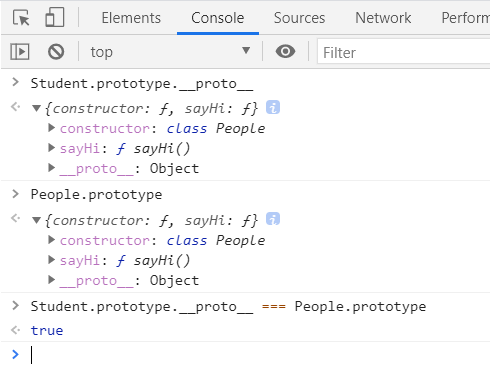 Elements Console Sources Network Perform
top ▼ Filter
> Student.prototype.__proto__
<· ▼{constructor: ƒ, sayHi: ƒ} i
▶ constructor: class People
▶ sayHi: ƒ sayHi()
▶ __proto__: Object
> People.prototype
<· ▼{constructor: ƒ, sayHi: ƒ} i
▶ constructor: class People
▶ sayHi: ƒ sayHi()
▶ __proto__: Object
> Student.prototype.__proto__ === People.prototype
<· true
>